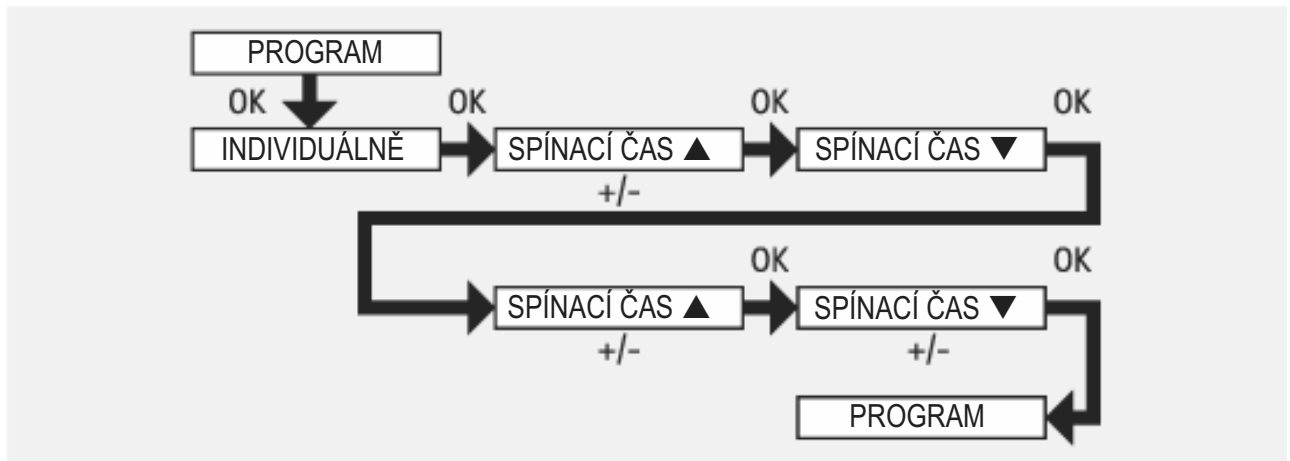 PROGRAM
OK OK OK OK
INDIVIDUÁLNĚ SPÍNACÍ ČAS ▲ SPÍNACÍ ČAS ▼
+/-
OK OK
SPÍNACÍ ČAS ▲ SPÍNACÍ ČAS ▼
+/- +/-
PROGRAM